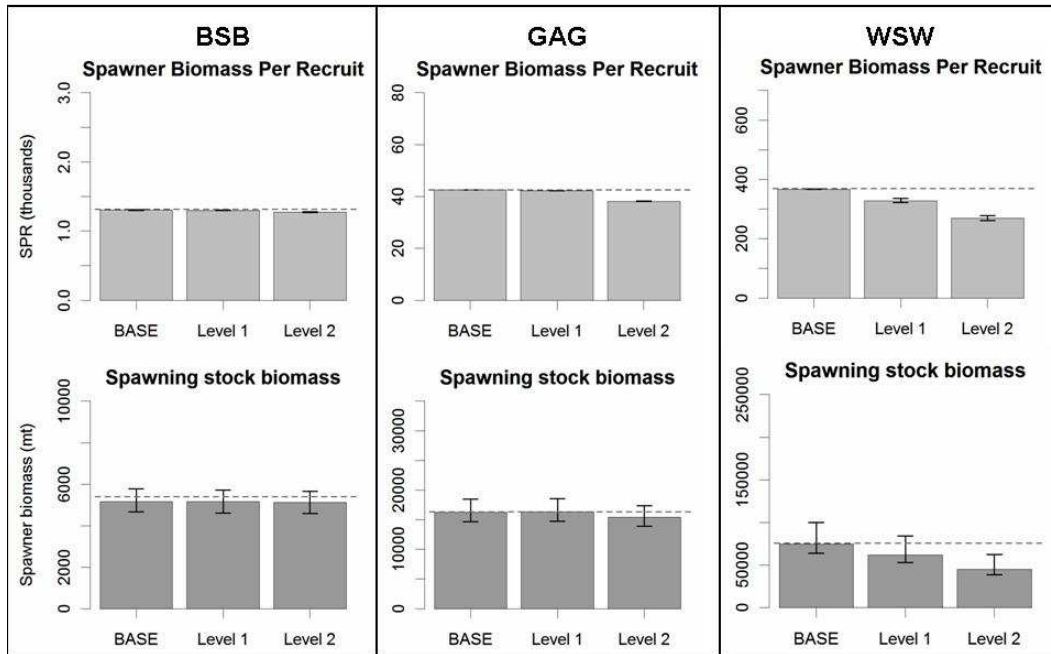 BSB
Spawner Biomass Per Recruit
SPR (thousands)
3.0
2.0
1.0
0.0
BASE Level 1 Level 2
Spawning stock biomass
Spawner biomass (mt)
10000
6000
2000
0
BASE Level 1 Level 2
GAG
Spawner Biomass Per Recruit
80
60
40
20
0
BASE Level 1 Level 2
Spawning stock biomass
30000
20000
10000
0
BASE Level 1 Level 2
WSW
Spawner Biomass Per Recruit
600
400
200
0
BASE Level 1 Level 2
Spawning stock biomass
250000
150000
50000
0
BASE Level 1 Level 2